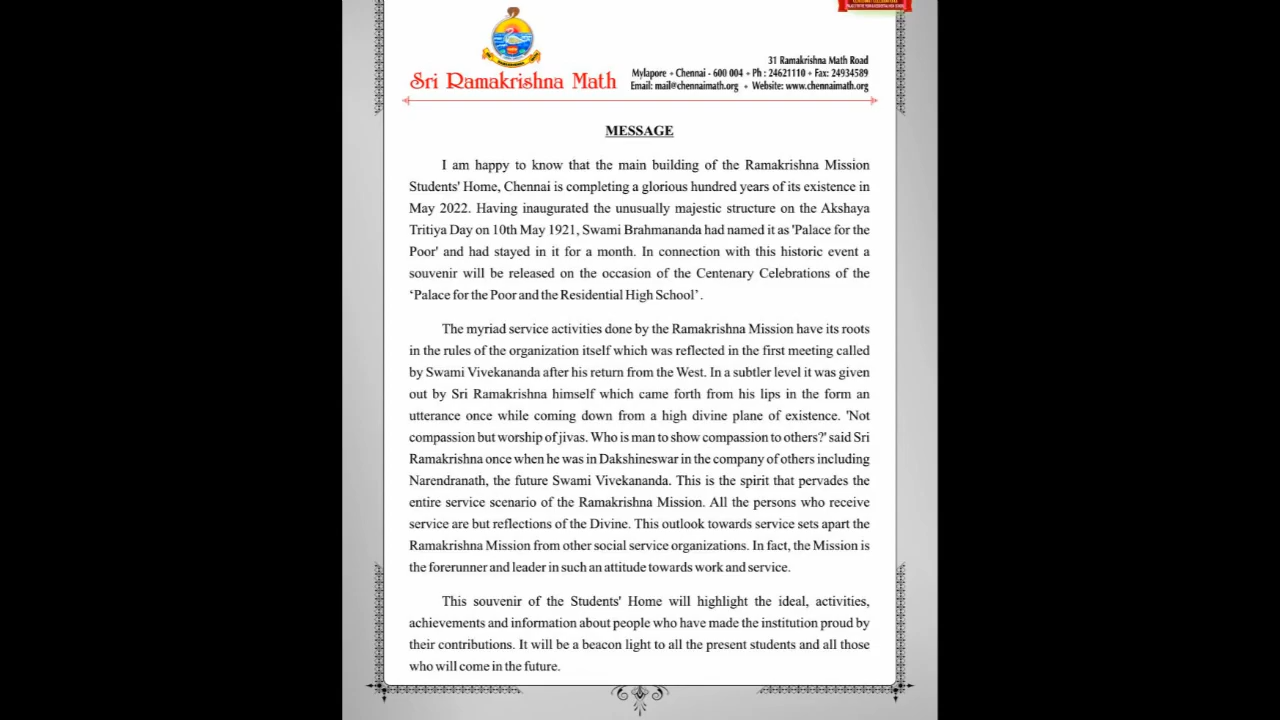 Sri Ramakrishna Math
31 Ramakrishna Math Road
Mylapore • Chennai - 600 004 • Ph : 24621110 • Fax: 24934589
Email: mail@chennaimath.org • Website: www.chennaimath.org
MESSAGE
I am happy to know that the main building of the Ramakrishna Mission
Students' Home, Chennai is completing a glorious hundred years of its existence in
May 2022. Having inaugurated the unusually majestic structure on the Akshaya
Tritiya Day on 10th May 1921, Swami Brahmananda had named it as 'Palace for the
Poor' and had stayed in it for a month. In connection with this historic event a
souvenir will be released on the occasion of the Centenary Celebrations of the
‘Palace for the Poor and the Residential High School’.
The myriad service activities done by the Ramakrishna Mission have its roots
in the rules of the organization itself which was reflected in the first meeting called
by Swami Vivekananda after his return from the West. In a subtler level it was given
out by Sri Ramakrishna himself which came forth from his lips in the form an
utterance once while coming down from a high divine plane of existence. 'Not
compassion but worship of jivas. Who is man to show compassion to others?' said Sri
Ramakrishna once when he was in Dakshineswar in the company of others including
Narendranath, the future Swami Vivekananda. This is the spirit that pervades the
entire service scenario of the Ramakrishna Mission. All the persons who receive
service are but reflections of the Divine. This outlook towards service sets apart the
Ramakrishna Mission from other social service organizations. In fact, the Mission is
the forerunner and leader in such an attitude towards work and service.
This souvenir of the Students' Home will highlight the ideal, activities,
achievements and information about people who have made the institution proud by
their contributions. It will be a beacon light to all the present students and all those
who will come in the future.